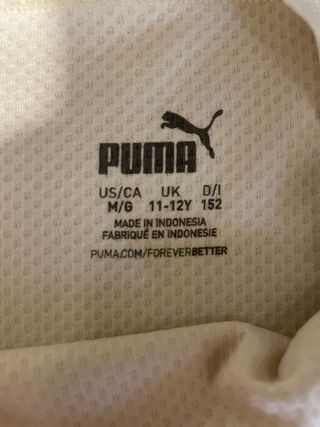 PUMA
US/CA UK D/I
M/G 11-12Y 152
MADE IN INDONESIA
FABRIQUÉ EN INDONESIE
PUMA.COM/FOREVERBETTER